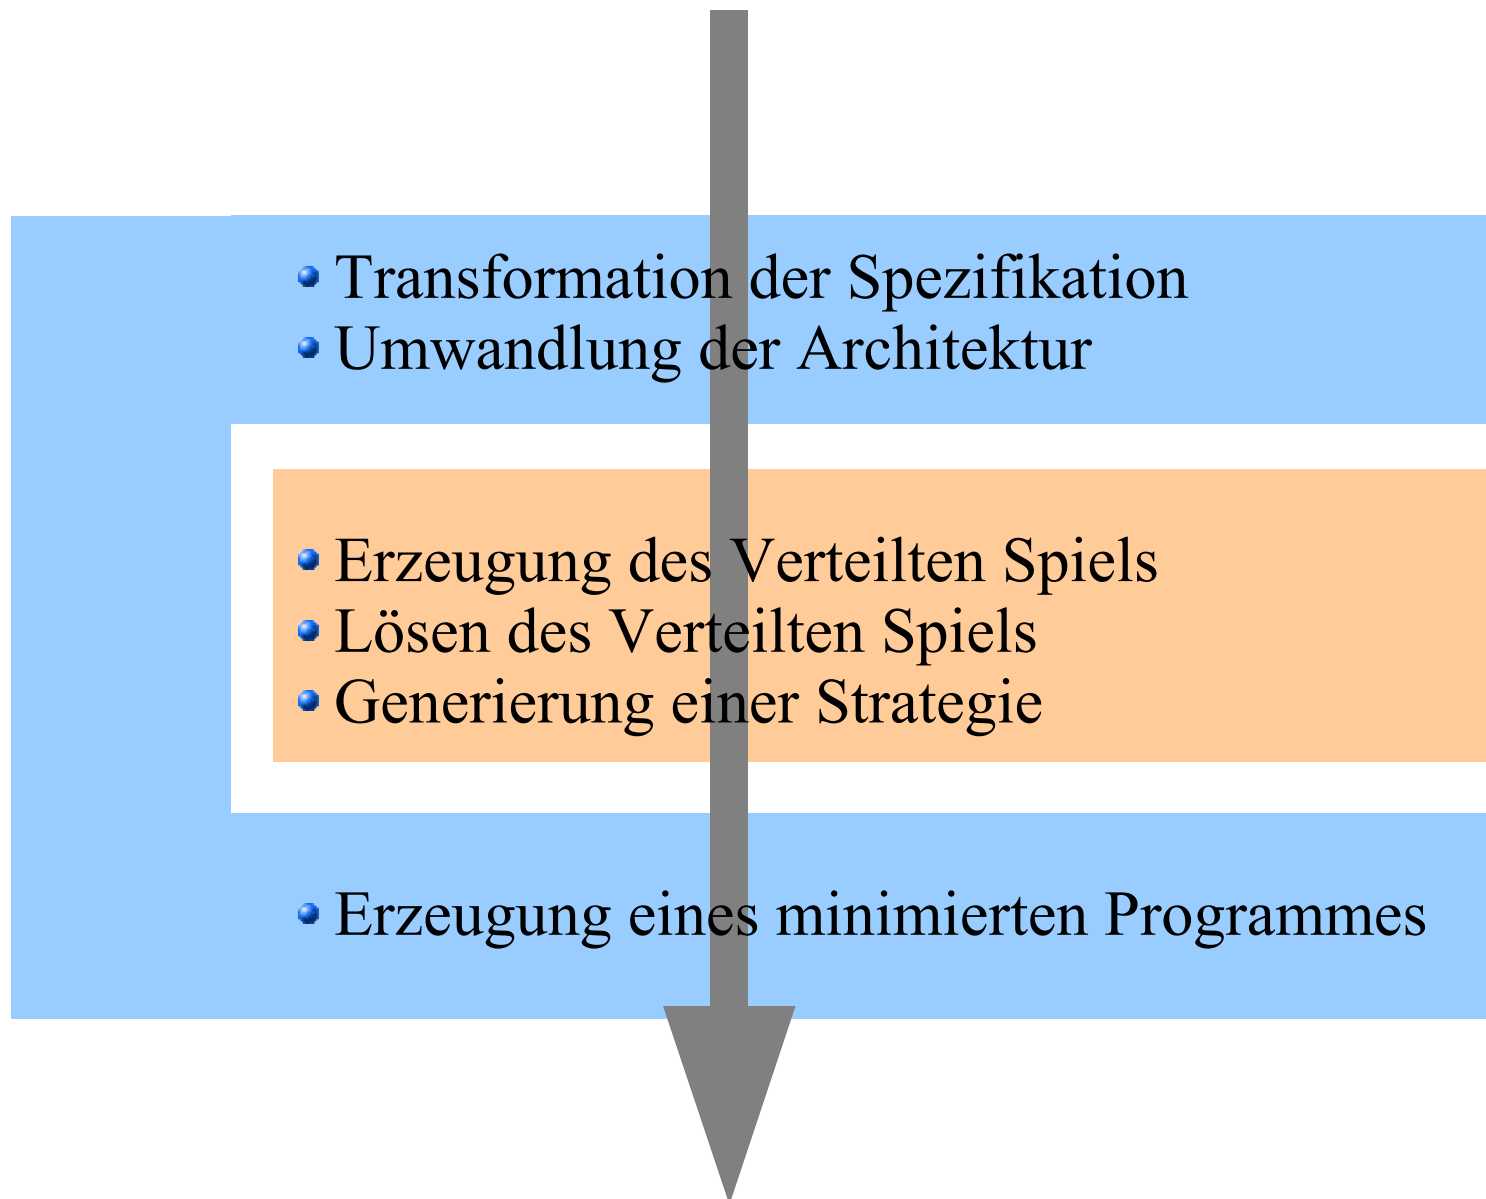 Transformation der Spezifikation
Umwandlung der Architektur
Erzeugung des Verteilten Spiels
Lösen des Verteilten Spiels
Generierung einer Strategie
Erzeugung eines minimierten Programmes